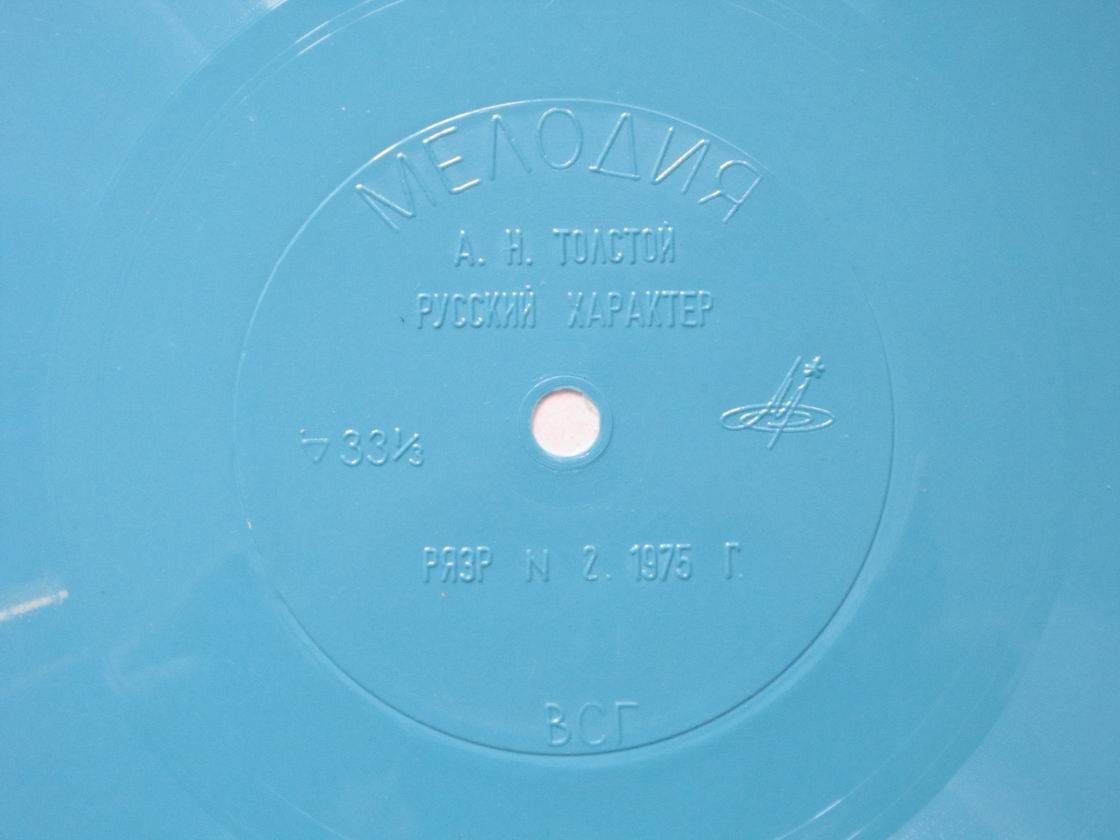 МЕЛОДИЯ
А. Н. ТОЛСТОЙ
РУССКИЙ ХАРАКТЕР
▽ 33⅓
РЯЗР N 2. 1975 Г.
ВСГ